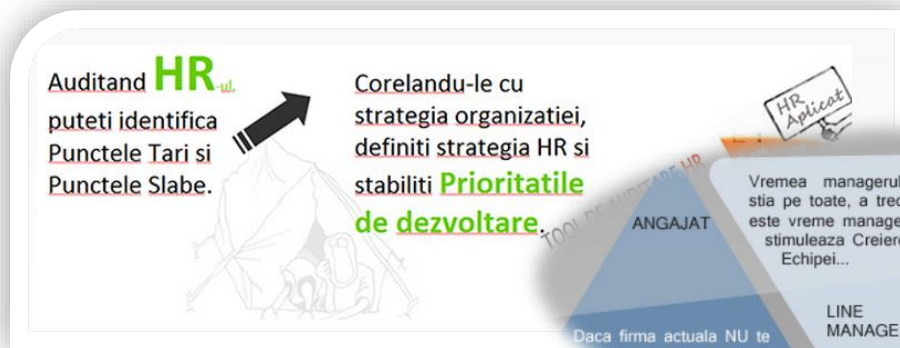 Auditand HR-ul,
puteti identifica
Punctele Tari si
Punctele Slabe.
Corelandu-le cu
strategia organizatiei,
definiti strategia HR si
stabiliti Prioritatile
de dezvoltare.
HR
Aplicat
TOOL DE AUDITARE HR
ANGAJAT
Vremea managerul
stia pe toate, a trec
este vreme manage
stimuleaza Creier
Echipei...
LINE
MANAGE
Daca firma actuala NU te